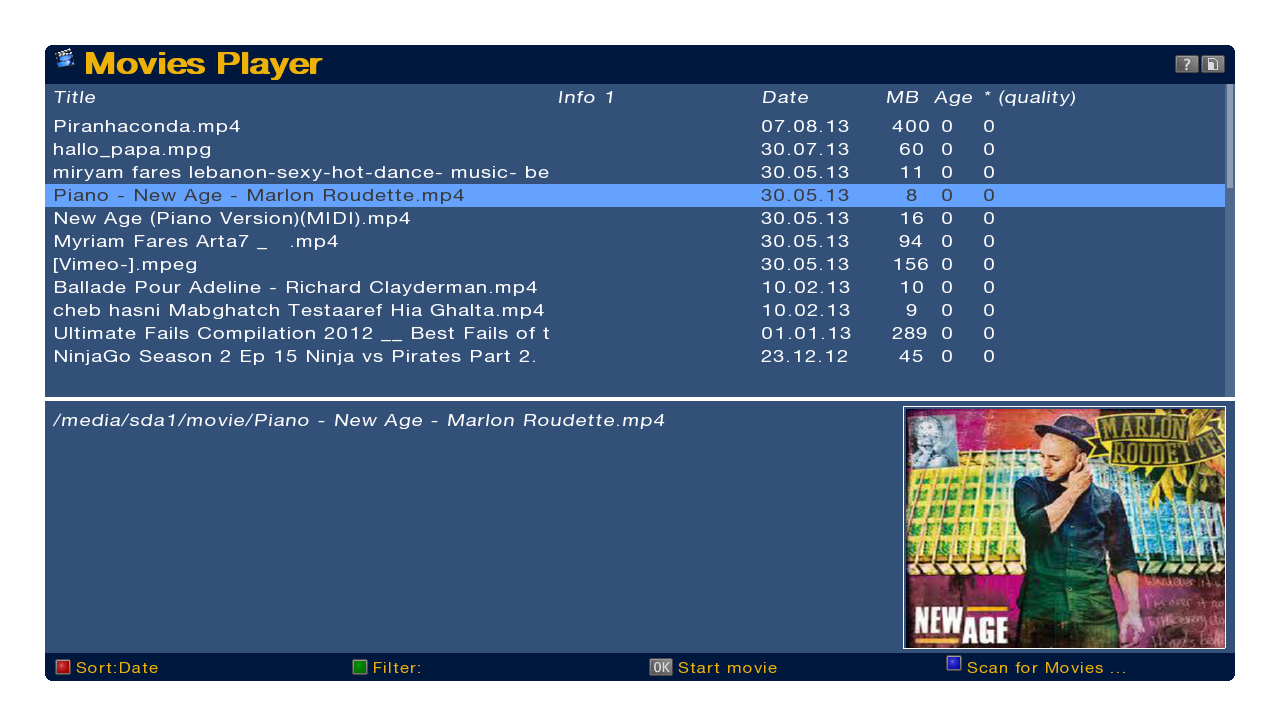 Movies Player
?
Title Info 1 Date MB Age * (quality)
Piranhaconda.mp4 07.08.13 400 0 0
hallo_papa.mpg 30.07.13 60 0 0
miryam fares lebanon-sexy-hot-dance- music- be 30.05.13 11 0 0
Piano - New Age - Marlon Roudette.mp4 30.05.13 8 0 0
New Age (Piano Version)(MIDI).mp4 30.05.13 16 0 0
Myriam Fares Arta7 _ .mp4 30.05.13 94 0 0
[Vimeo-].mpeg 30.05.13 156 0 0
Ballade Pour Adeline - Richard Clayderman.mp4 10.02.13 10 0 0
cheb hasni Mabghatch Testaaref Hia Ghalta.mp4 10.02.13 9 0 0
Ultimate Fails Compilation 2012 __ Best Fails of t 01.01.13 289 0 0
NinjaGo Season 2 Ep 15 Ninja vs Pirates Part 2. 23.12.12 45 0 0
/media/sda1/movie/Piano - New Age - Marlon Roudette.mp4
MARLON
ROUDETTE
NEW AGE
Sort:Date Filter: OK Start movie Scan for Movies ...